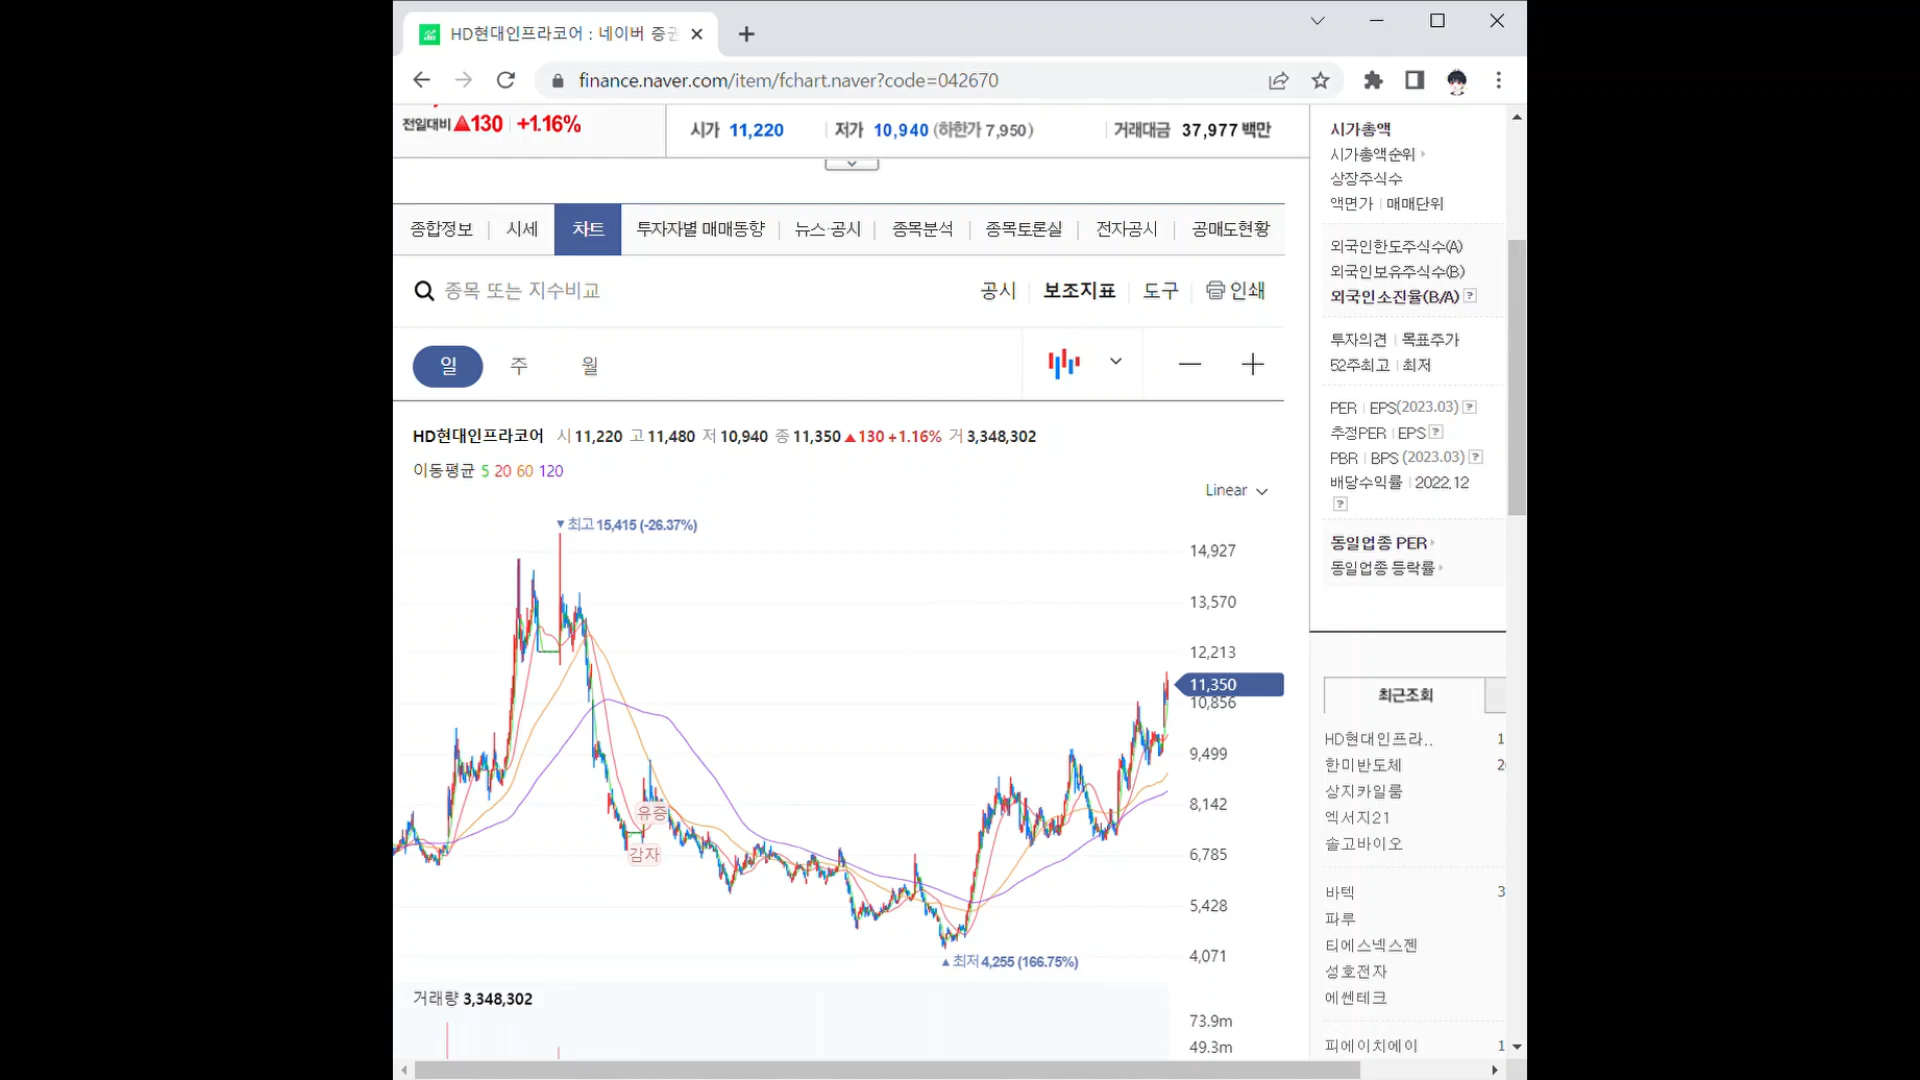 HD현대인프라코어 : 네이버 증권
finance.naver.com/item/fchart.naver?code=042670
전일대비 ▲130 +1.16%
시가 11,220 저가 10,940 (하한가 7,950) 거래대금 37,977 백만
종합정보 시세 차트 투자자별 매매동향 뉴스·공시 종목분석 종목토론실 전자공시 공매도현황
종목 또는 지수비교
공시 보조지표 도구 인쇄
일 주 월
HD현대인프라코어 시 11,220 고 11,480 저 10,940 종 11,350 ▲130 +1.16% 거 3,348,302
이동평균 5 20 60 120
Linear
▼최고 15,415 (-26.37%)
14,927
13,570
12,213
11,350
10,856
9,499
8,142
6,785
5,428
4,071
유증
감자
▲최저 4,255 (166.75%)
거래량 3,348,302
73.9m
49.3m
시가총액
시가총액순위
상장주식수
액면가 매매단위
외국인한도주식수(A)
외국인보유주식수(B)
외국인소진율(B/A) ?
투자의견 목표주가
52주최고 최저
PER EPS(2023.03) ?
추정PER EPS ?
PBR BPS (2023.03) ?
배당수익률 2022.12
?
동일업종 PER
동일업종 등락률
최근조회
HD현대인프라.. 1
한미반도체 2
상지카일룸
엑서지21
솔고바이오
바텍 3
파루
티에스넥스젠
성호전자
에쎈테크
피에이치에이 1